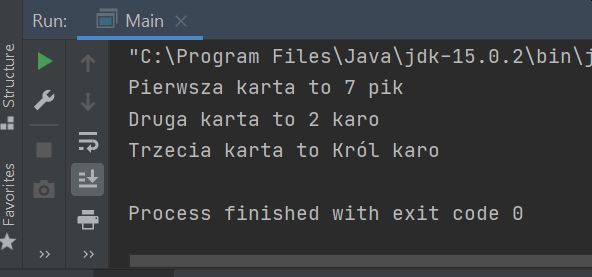 Run: Main
"C:\Program Files\Java\jdk-15.0.2\bin\j
Pierwsza karta to 7 pik
Druga karta to 2 karo
Trzecia karta to Król karo
Process finished with exit code 0
Structure
Favorites